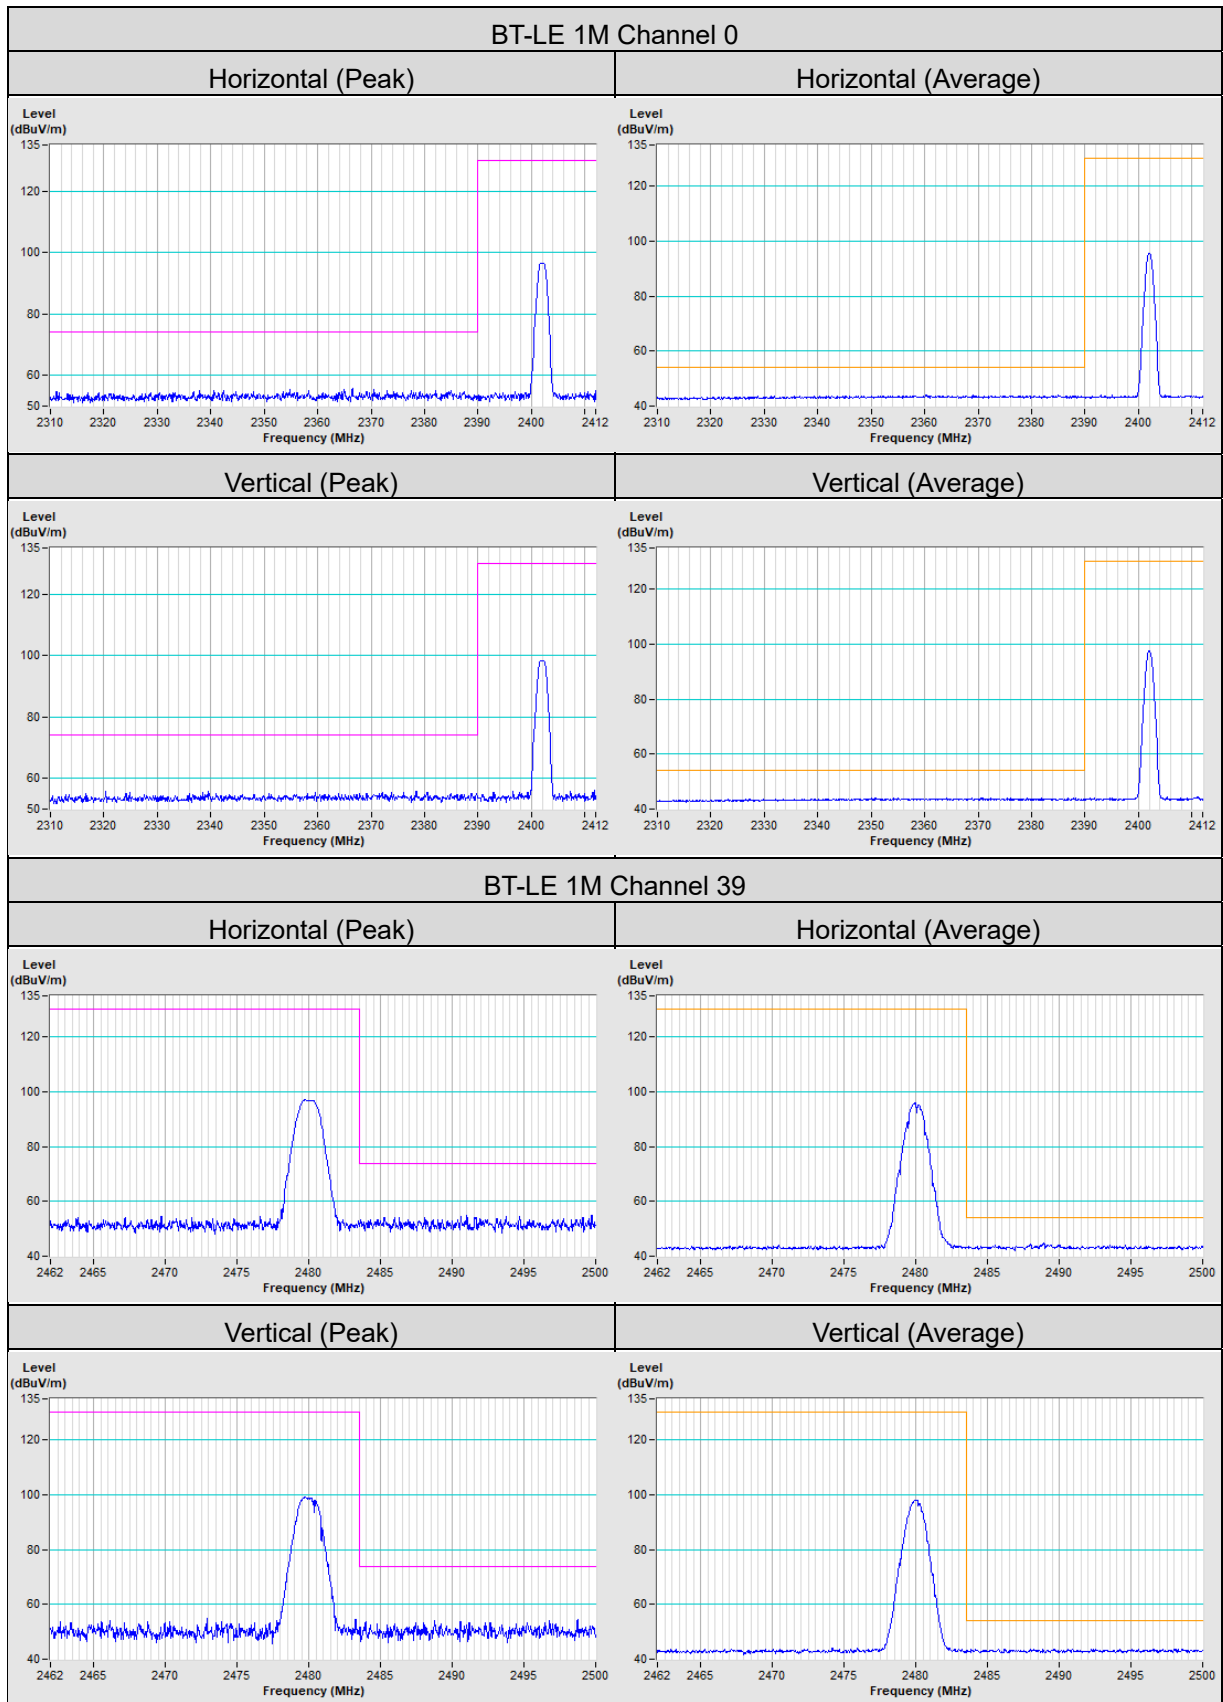 BT-LE 1M Channel 0
Horizontal (Peak)
Horizontal (Average)
Level
(dBuV/m)
135
120
100
80
60
50
2310 2320 2330 2340 2350 2360 2370 2380 2390 2400 2412
Frequency (MHz)
Level
(dBuV/m)
135
120
100
80
60
40
2310 2320 2330 2340 2350 2360 2370 2380 2390 2400 2412
Frequency (MHz)
Vertical (Peak)
Vertical (Average)
Level
(dBuV/m)
135
120
100
80
60
50
2310 2320 2330 2340 2350 2360 2370 2380 2390 2400 2412
Frequency (MHz)
Level
(dBuV/m)
135
120
100
80
60
40
2310 2320 2330 2340 2350 2360 2370 2380 2390 2400 2412
Frequency (MHz)
BT-LE 1M Channel 39
Horizontal (Peak)
Horizontal (Average)
Level
(dBuV/m)
135
120
100
80
60
40
2462 2465 2470 2475 2480 2485 2490 2495 2500
Frequency (MHz)
Level
(dBuV/m)
135
120
100
80
60
40
2462 2465 2470 2475 2480 2485 2490 2495 2500
Frequency (MHz)
Vertical (Peak)
Vertical (Average)
Level
(dBuV/m)
135
120
100
80
60
40
2462 2465 2470 2475 2480 2485 2490 2495 2500
Frequency (MHz)
Level
(dBuV/m)
135
120
100
80
60
40
2462 2465 2470 2475 2480 2485 2490 2495 2500
Frequency (MHz)